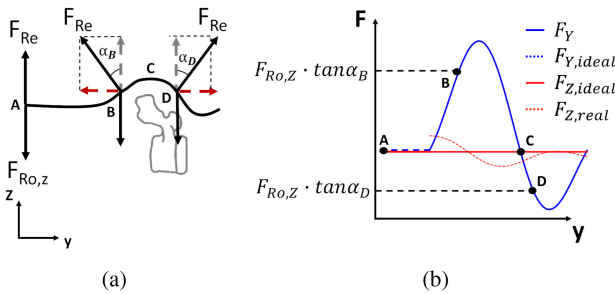 F_Re
F_Re
F_Re
α_B
α_D
C
A
B
D
F_Ro,z
z
y
(a)
F
F_Y
F_Y,ideal
F_Z,ideal
F_Z,real
F_Ro,Z · tanα_B
B
A
C
F_Ro,Z · tanα_D
D
y
(b)